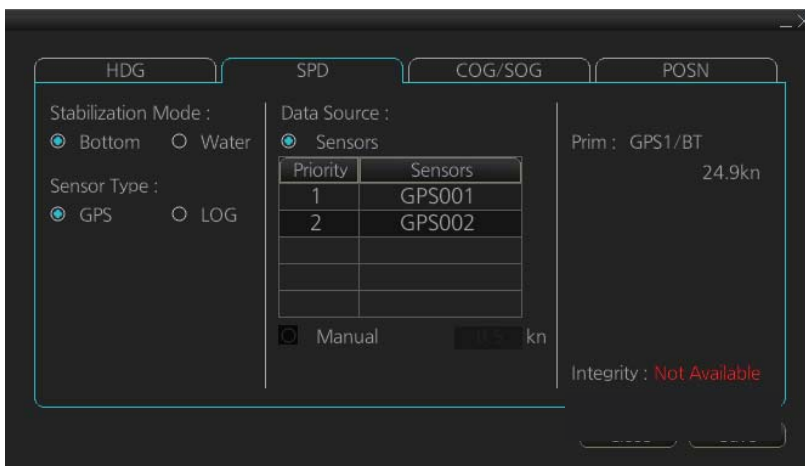 HDG SPD COG/SOG POSN
Stabilization Mode :
Bottom Water
Sensor Type :
GPS LOG
Data Source :
Sensors
Priority Sensors
1 GPS001
2 GPS002
Manual kn
Prim : GPS1/BT
24.9kn
Integrity : Not Available